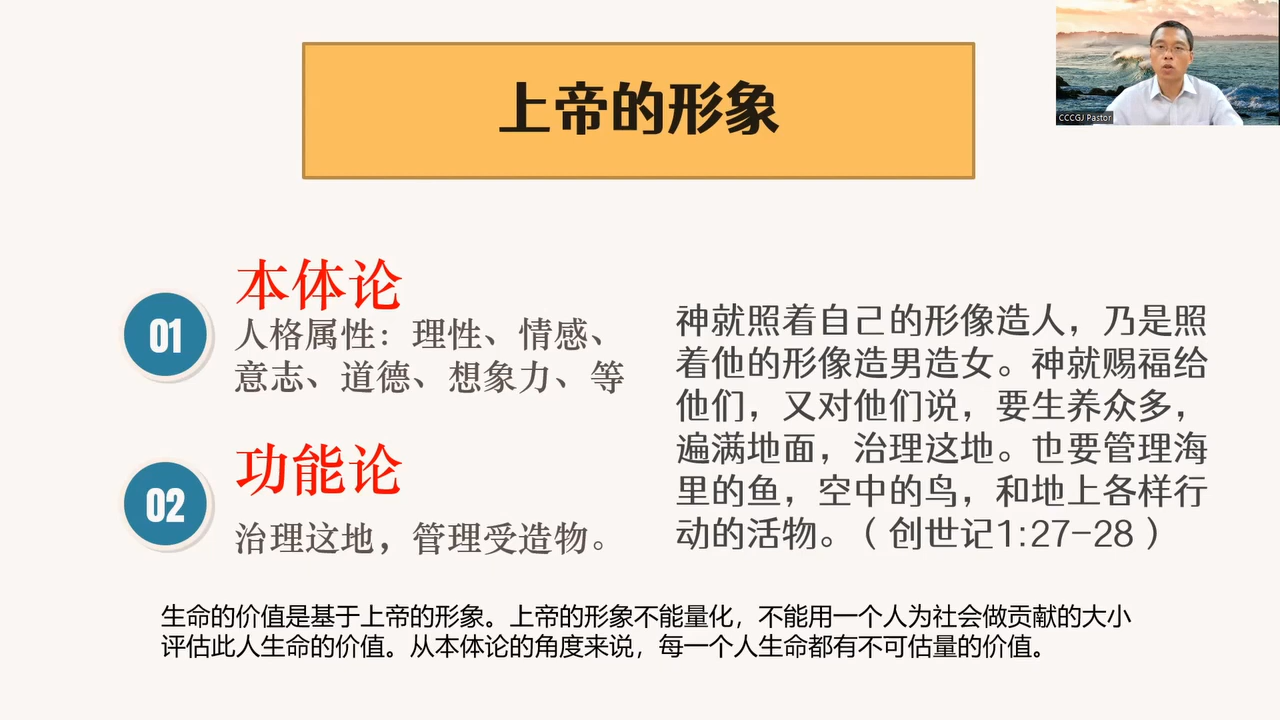 上帝的形象
CCCGJ Pastor
01
本体论
人格属性：理性、情感、
意志、道德、想象力、等
02
功能论
治理这地，管理受造物。
神就照着自己的形像造人，乃是照
着他的形像造男造女。神就赐福给
他们，又对他们说，要生养众多，
遍满地面，治理这地。也要管理海
里的鱼，空中的鸟，和地上各样行
动的活物。（创世记1:27-28）
生命的价值是基于上帝的形象。上帝的形象不能量化，不能用一个人为社会做贡献的大小
评估此人生命的价值。从本体论的角度来说，每一个人生命都有不可估量的价值。